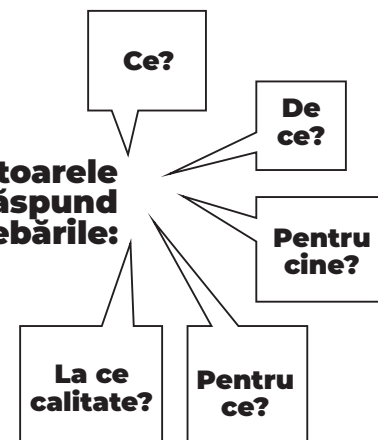 Ce?
De
ce?
toarele
ăspund
ebările:
Pentru
cine?
La ce
calitate?
Pentru
ce?